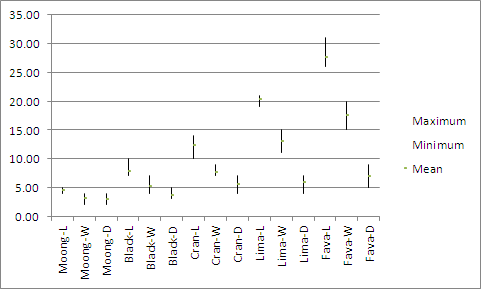 35.00
30.00
25.00
20.00
15.00
10.00
5.00
0.00
Moong-L
Moong-W
Moong-D
Black-L
Black-W
Black-D
Cran-L
Cran-W
Cran-D
Lima-L
Lima-W
Lima-D
Fava-L
Fava-W
Fava-D
Maximum
Minimum
Mean